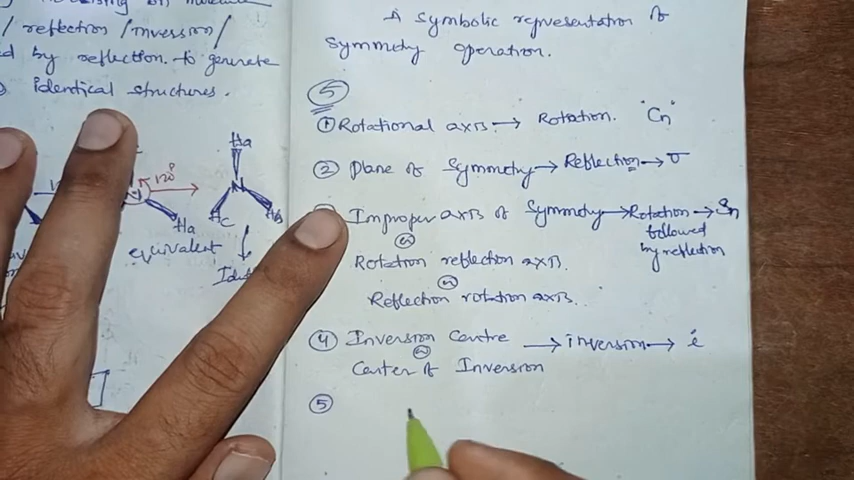 / reflection /inversion/
by reflection. to generate
identical structures.
Ha
120°
N
Hc
Hb
Ha
equivalent
A symbolic representation of
symmetry operation.
5
① Rotational axis → Rotation. "Cn"
② Plane of Symmetry → Reflection → σ
Improper axis of Symmetry → Rotation → Sn
followed
by reflection
(or)
Rotation reflection axis.
(or)
Reflection rotation axis.
④ Inversion Centre → inversion → i
(or)
Center of Inversion
⑤